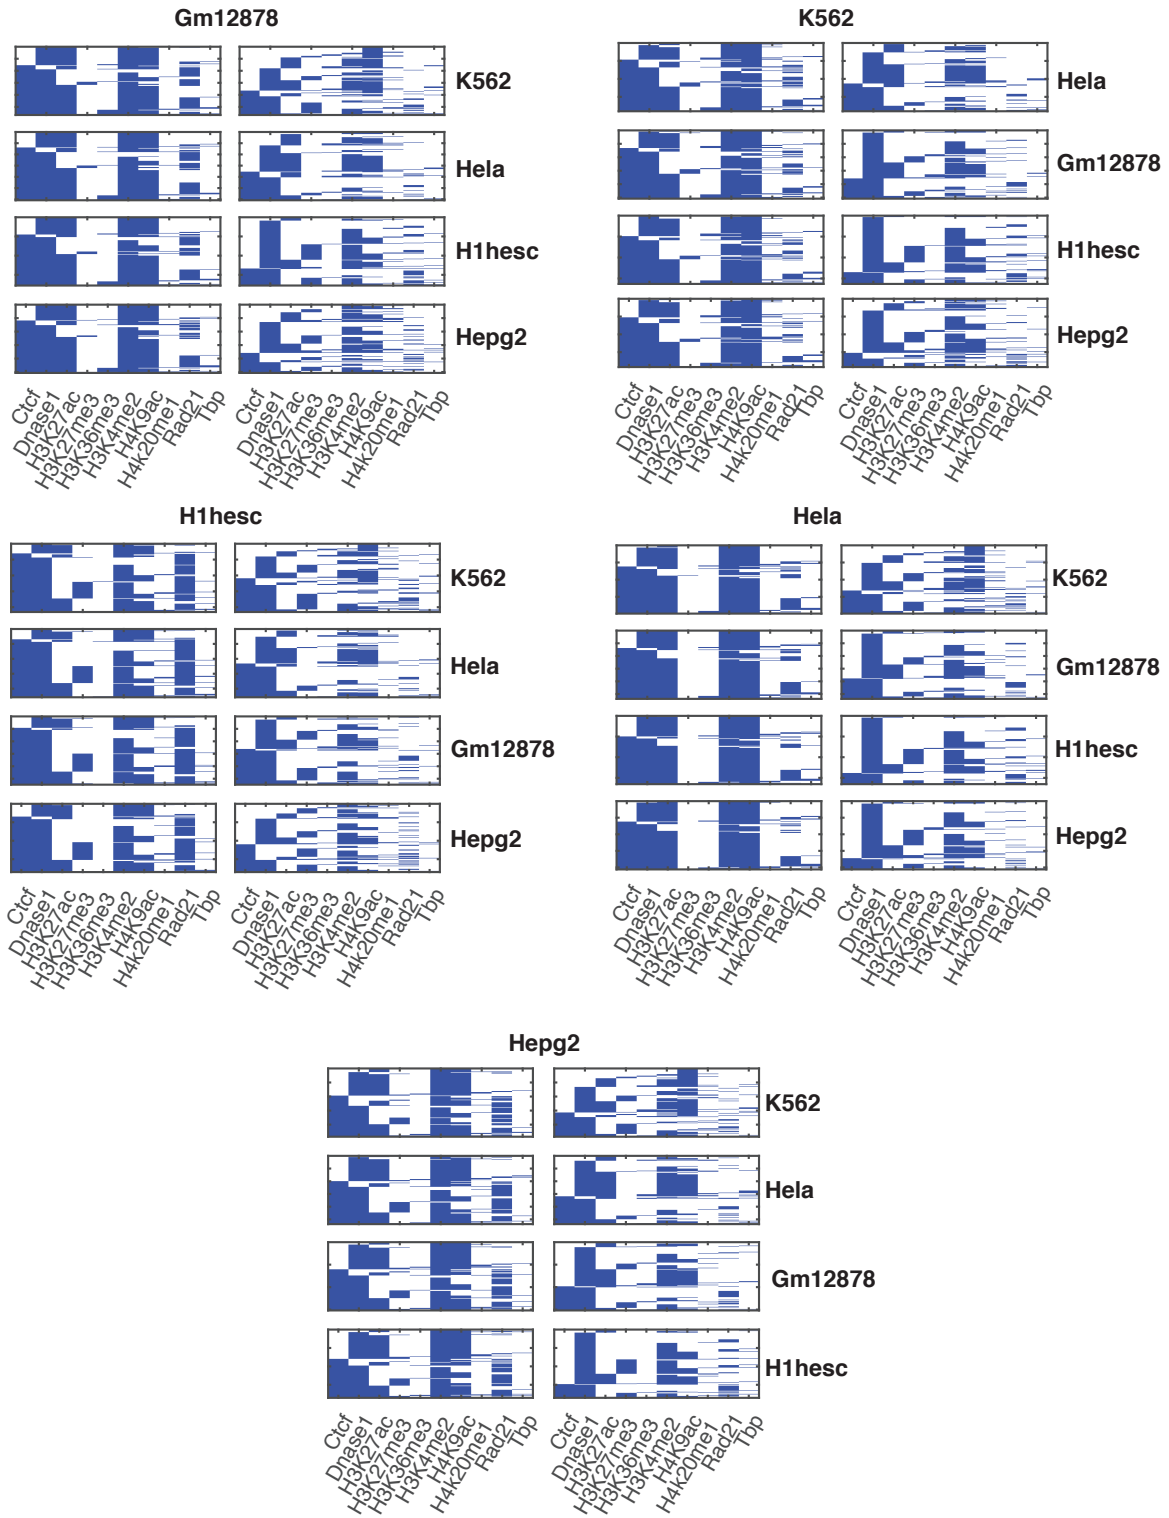 Gm12878
K562
K562
Hela
H1hesc
Hepg2
Hela
Gm12878
H1hesc
Hepg2
Ctcf
Dnase1
H3K27ac
H3K27me3
H3K36me3
H3K4me2
H4K9ac
H4k20me1
Rad21
Tbp
Ctcf
Dnase1
H3K27ac
H3K27me3
H3K36me3
H3K4me2
H4K9ac
H4k20me1
Rad21
Tbp
Ctcf
Dnase1
H3K27ac
H3K27me3
H3K36me3
H3K4me2
H4K9ac
H4k20me1
Rad21
Tbp
Ctcf
Dnase1
H3K27ac
H3K27me3
H3K36me3
H3K4me2
H4K9ac
H4k20me1
Rad21
Tbp
H1hesc
Hela
K562
Hela
Gm12878
Hepg2
K562
Gm12878
H1hesc
Hepg2
Ctcf
Dnase1
H3K27ac
H3K27me3
H3K36me3
H3K4me2
H4K9ac
H4k20me1
Rad21
Tbp
Ctcf
Dnase1
H3K27ac
H3K27me3
H3K36me3
H3K4me2
H4K9ac
H4k20me1
Rad21
Tbp
Ctcf
Dnase1
H3K27ac
H3K27me3
H3K36me3
H3K4me2
H4K9ac
H4k20me1
Rad21
Tbp
Ctcf
Dnase1
H3K27ac
H3K27me3
H3K36me3
H3K4me2
H4K9ac
H4k20me1
Rad21
Tbp
Hepg2
K562
Hela
Gm12878
H1hesc
Ctcf
Dnase1
H3K27ac
H3K27me3
H3K36me3
H3K4me2
H4K9ac
H4k20me1
Rad21
Tbp
Ctcf
Dnase1
H3K27ac
H3K27me3
H3K36me3
H3K4me2
H4K9ac
H4k20me1
Rad21
Tbp